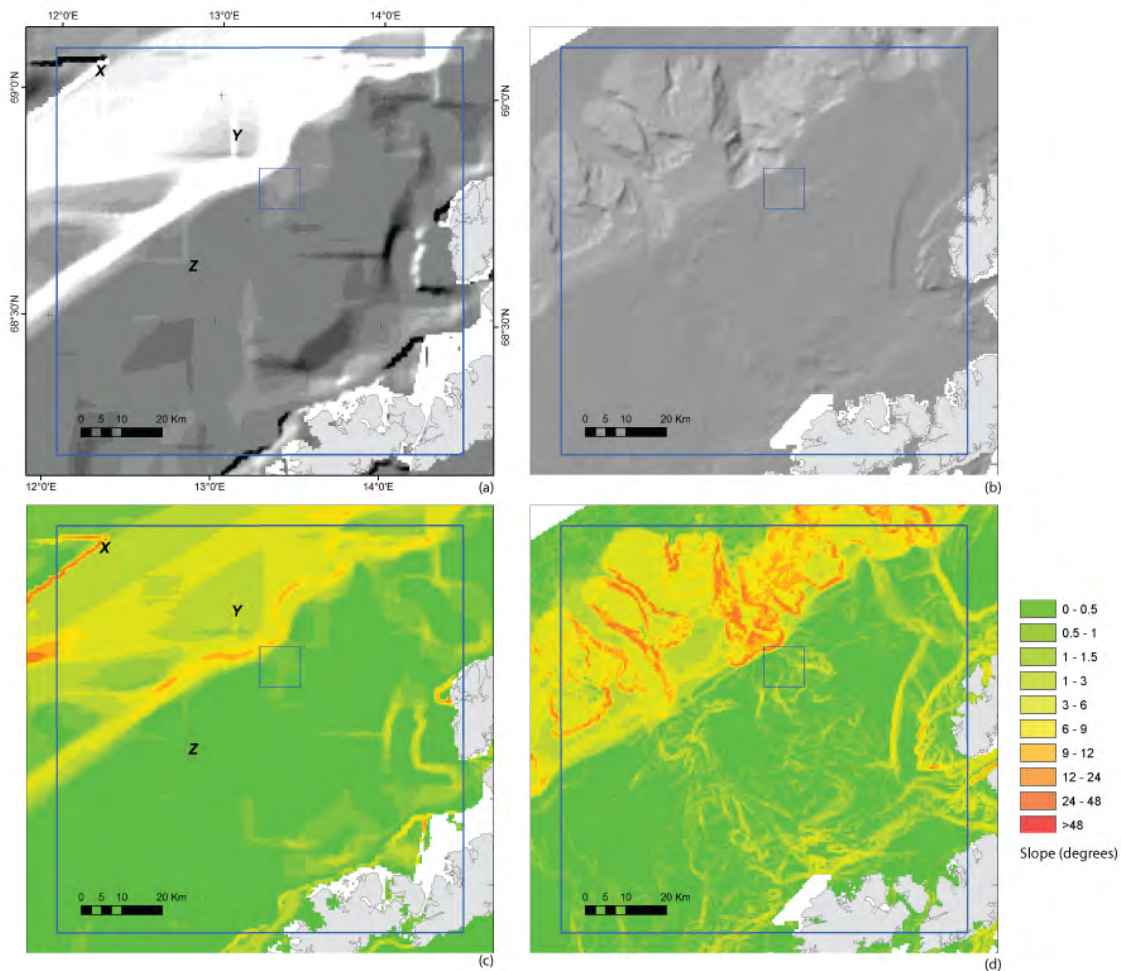 12°0'E 13°0'E 14°0'E
69°0'N
69°0'N
68°30'N
68°30'N
X
Y
Z
0 5 10 20 Km
0 5 10 20 Km
12°0'E 13°0'E 14°0'E
(a)
(b)
X
Y
Z
0 5 10 20 Km
0 5 10 20 Km
(c)
(d)
0 - 0.5
0.5 - 1
1 - 1.5
1 - 3
3 - 6
6 - 9
9 - 12
12 - 24
24 - 48
>48
Slope (degrees)